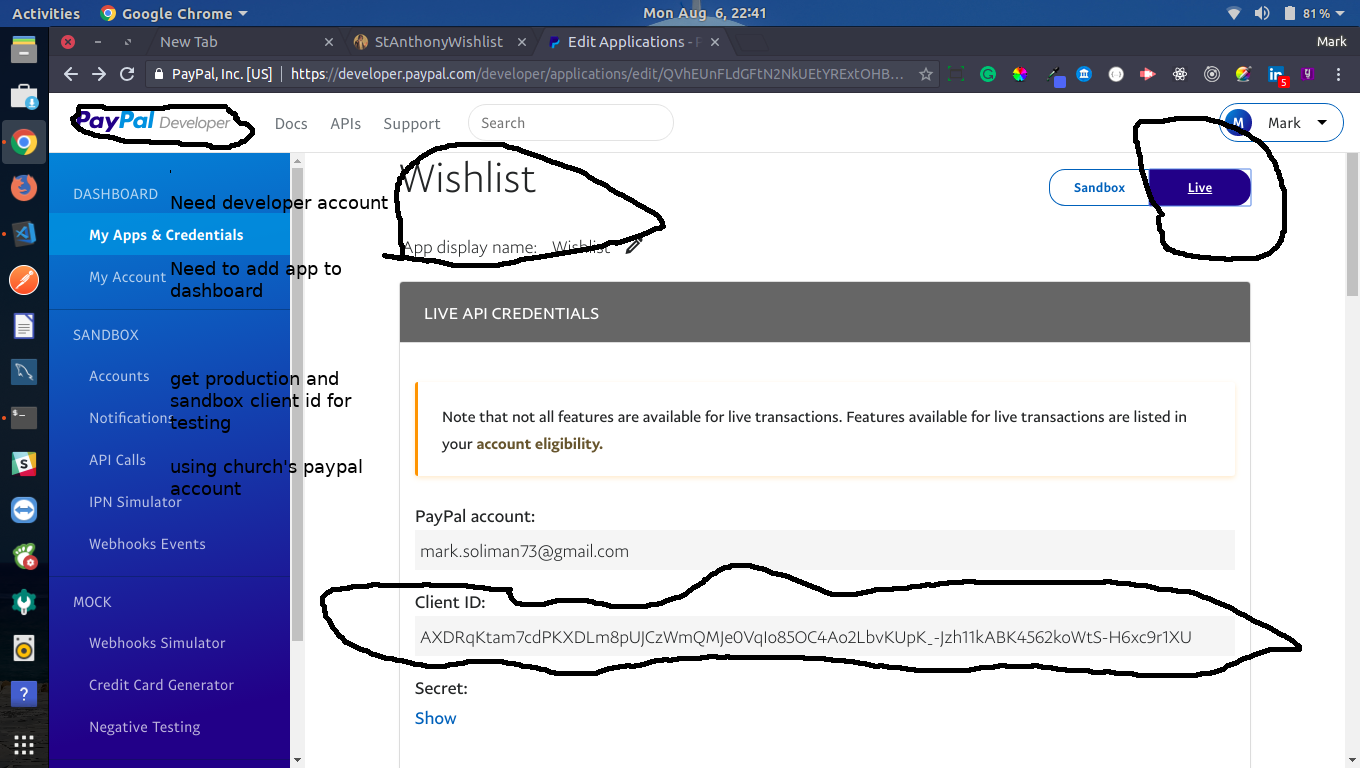 Activities Google Chrome Mon Aug 6, 22:41 81 %
New Tab StAnthonyWishlist Edit Applications - P Mark
PayPal, Inc. [US] https://developer.paypal.com/developer/applications/edit/QVhEUnFLdGFtN2NkUEtYRExtOHB... 5
PayPal Developer Docs APIs Support Search M Mark
DASHBOARD
My Apps & Credentials
My Account
SANDBOX
Accounts
Notifications
API Calls
IPN Simulator
Webhooks Events
MOCK
Webhooks Simulator
Credit Card Generator
Negative Testing
Need developer account
Need to add app to
dashboard
get production and
sandbox client id for
testing
using church's paypal
account
Wishlist
Sandbox Live
App display name: Wishlist
LIVE API CREDENTIALS
Note that not all features are available for live transactions. Features available for live transactions are listed in
your account eligibility.
PayPal account:
mark.soliman73@gmail.com
Client ID:
AXDRqKtam7cdPKXDLm8pUJCzWmQMJe0VqIo85OC4Ao2LbvKUpK_-Jzh11kABK4562koWtS-H6xc9r1XU
Secret:
Show